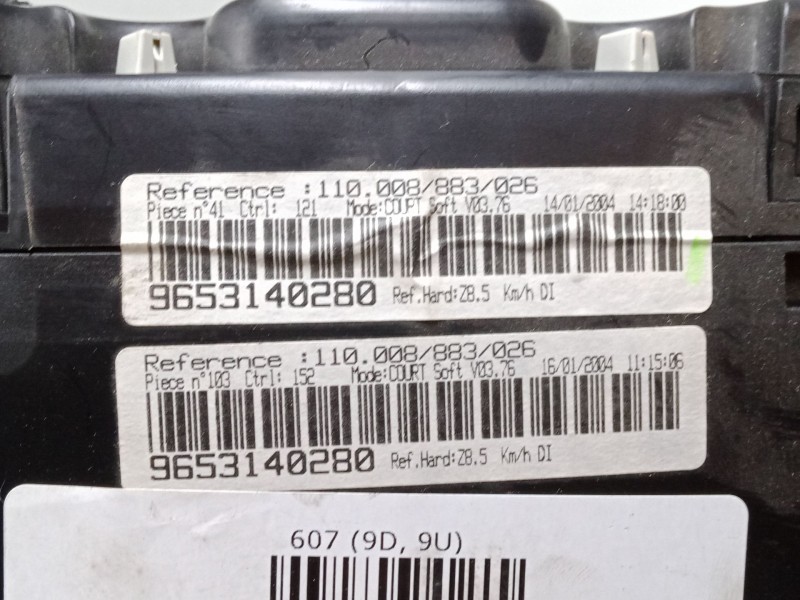 Reference :110.008/883/026
Piece n°41 Ctrl: 121 Mode:COURT Soft V03.76 14/01/2004 14:18:00
9653140280 Ref.Hard:Z8.5 Km/h DI
Reference :110.008/883/026
Piece n°103 Ctrl: 152 Mode:COURT Soft V03.76 16/01/2004 11:15:06
9653140280 Ref.Hard:Z8.5 Km/h DI
607 (9D, 9U)